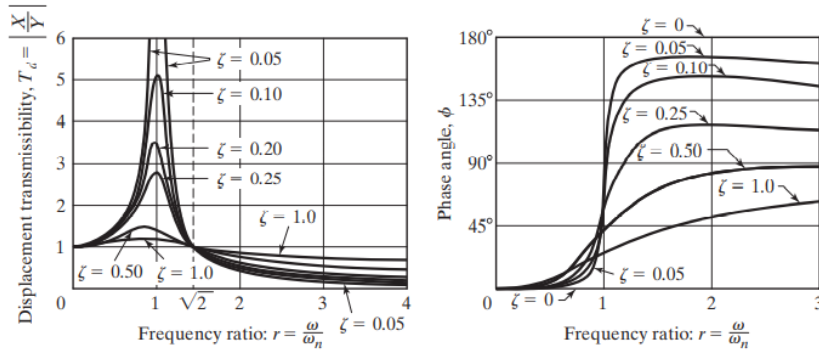 Displacement transmissibility, T_d = |X/Y|
6
5
4
3
2
1
0
ζ = 0.05
ζ = 0.10
ζ = 0.20
ζ = 0.25
ζ = 1.0
ζ = 0.50
ζ = 1.0
ζ = 0.05
1
√2
2
3
4
Frequency ratio: r = ω/ω_n
Phase angle, ϕ
180°
135°
90°
45°
0
ζ = 0
ζ = 0.05
ζ = 0.10
ζ = 0.25
ζ = 0.50
ζ = 1.0
ζ = 0.05
ζ = 0
1
2
3
Frequency ratio: r = ω/ω_n